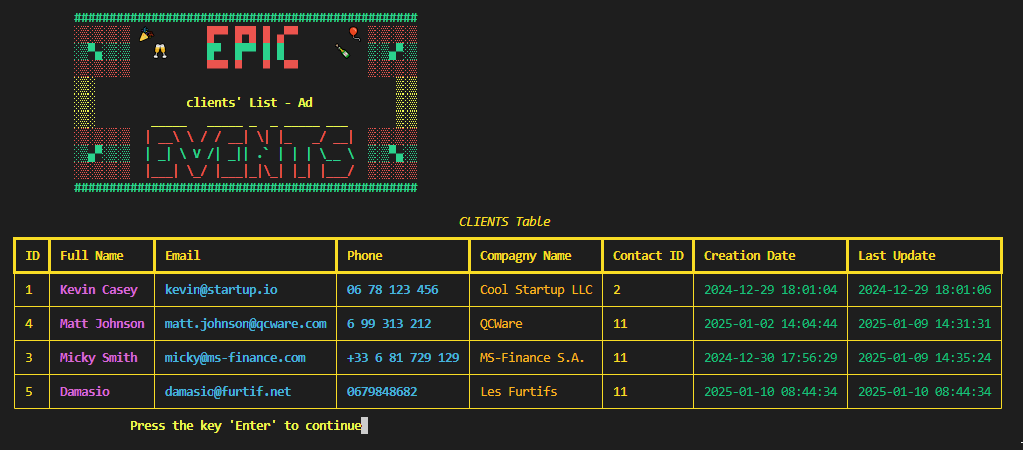 EPIC
clients' List - Ad
EVENTS
CLIENTS Table
ID Full Name Email Phone Compagny Name Contact ID Creation Date Last Update
1 Kevin Casey kevin@startup.io 06 78 123 456 Cool Startup LLC 2 2024-12-29 18:01:04 2024-12-29 18:01:06
4 Matt Johnson matt.johnson@qcware.com 6 99 313 212 QCWare 11 2025-01-02 14:04:44 2025-01-09 14:31:31
3 Micky Smith micky@ms-finance.com +33 6 81 729 129 MS-Finance S.A. 11 2024-12-30 17:56:29 2025-01-09 14:35:24
5 Damasio damasio@furtif.net 0679848682 Les Furtifs 11 2025-01-10 08:44:34 2025-01-10 08:44:34
Press the key 'Enter' to continue